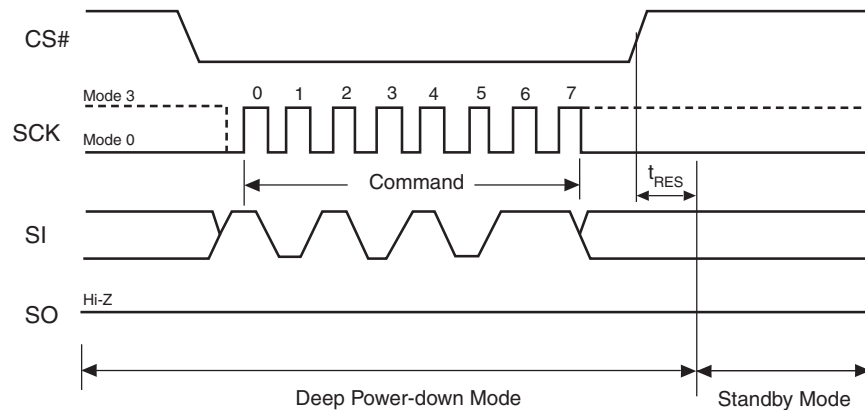 CS#
Mode 3
0 1 2 3 4 5 6 7
SCK
Mode 0
Command
tRES
SI
Hi-Z
SO
Deep Power-down Mode
Standby Mode